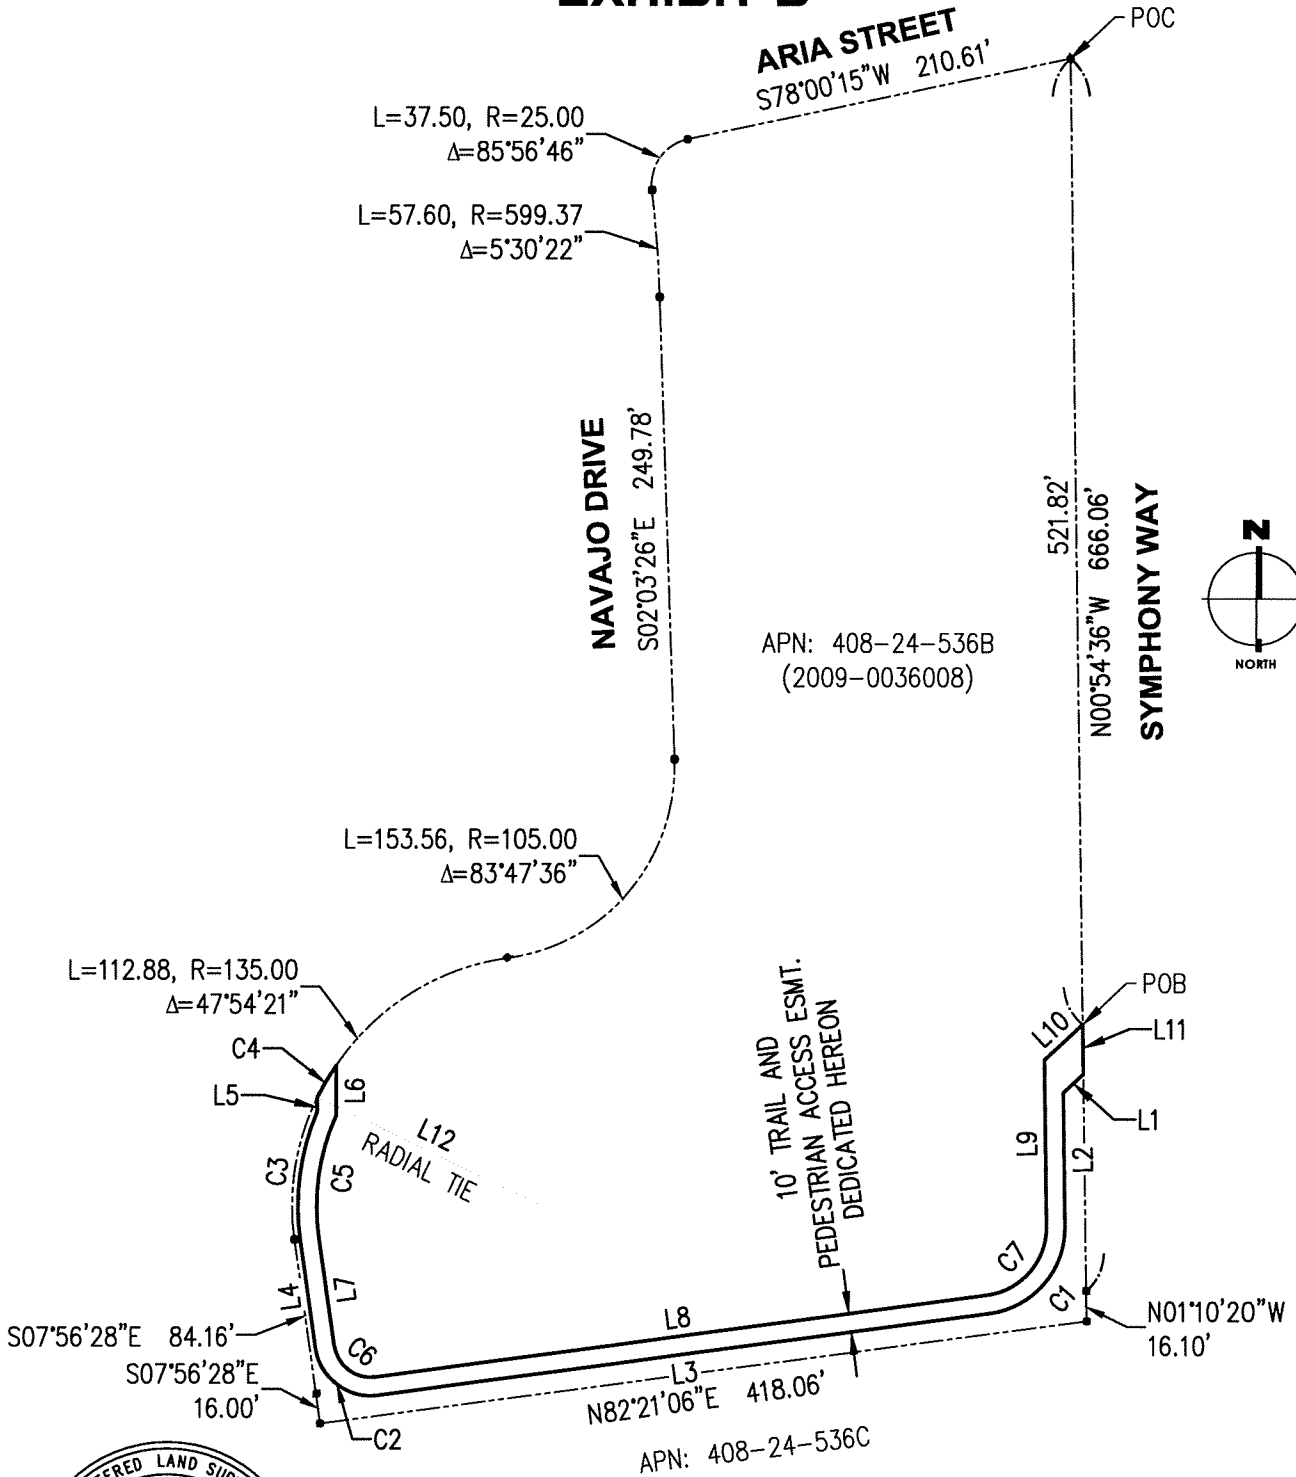 EXHIBIT B
POC
ARIA STREET
S78°00'15"W 210.61'
L=37.50, R=25.00
Δ=85°56'46"
L=57.60, R=599.37
Δ=5°30'22"
NAVAJO DRIVE
S02°03'26"E 249.78'
521.82'
N00°54'36"W 666.06'
SYMPHONY WAY
N
NORTH
APN: 408-24-536B
(2009-0036008)
L=153.56, R=105.00
Δ=83°47'36"
L=112.88, R=135.00
Δ=47°54'21"
C4
L5
L6
L12
RADIAL TIE
C3
C5
10' TRAIL AND
PEDESTRIAN ACCESS ESMT.
DEDICATED HEREON
POB
L10
L11
L1
L9
L2
C7
C1
L4
L7
L8
C6
S07°56'28"E 84.16'
S07°56'28"E
16.00'
N01°10'20"W
16.10'
L3
N82°21'06"E 418.06'
C2
APN: 408-24-536C
LAND